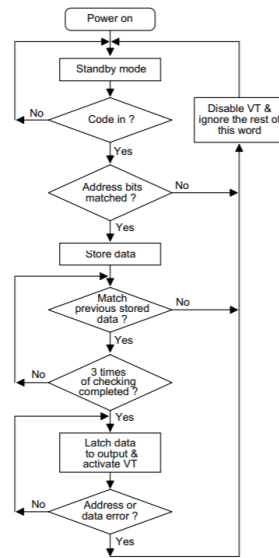 Power on
Standby mode
Disable VT &
ignore the rest of
this word
No
Code in ?
Yes
Address bits
matched ?
No
Yes
Store data
Match
previous stored
data ?
No
Yes
3 times
of checking
completed ?
No
Yes
Latch data
to output &
activate VT
No
Address or
data error ?
Yes